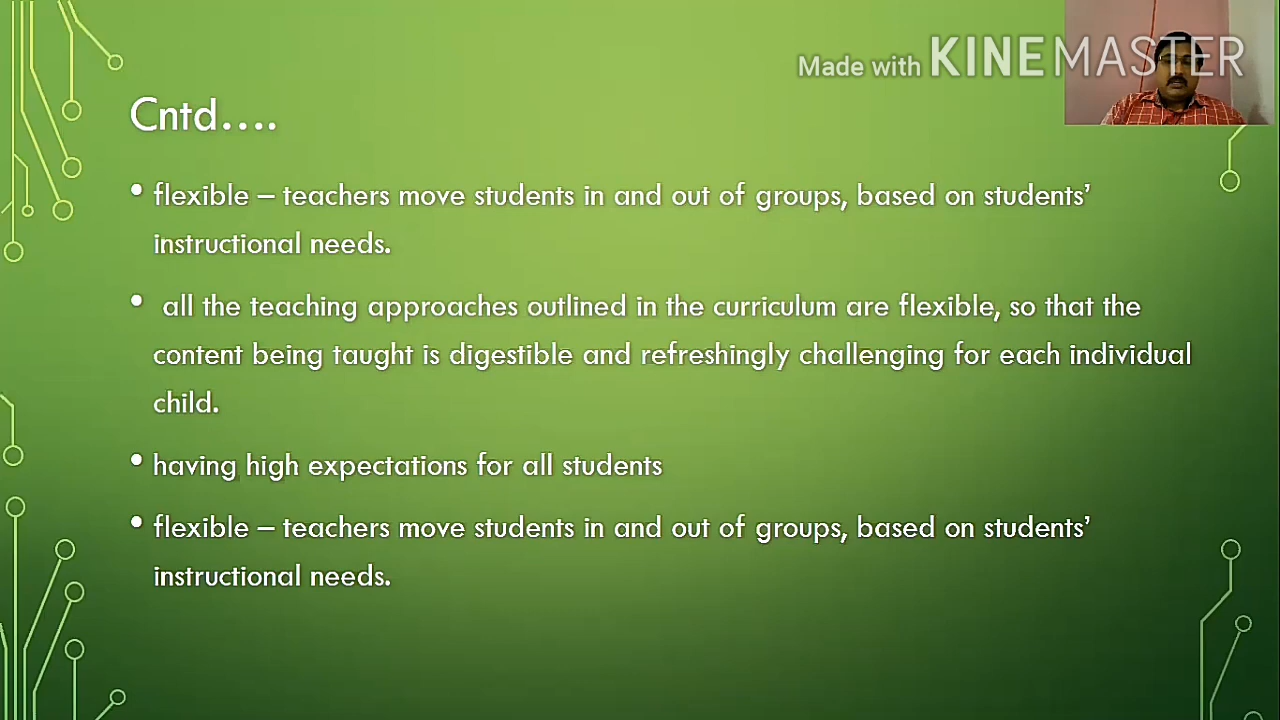 Made with KINEMASTER
Cntd....
• flexible – teachers move students in and out of groups, based on students’
instructional needs.
• all the teaching approaches outlined in the curriculum are flexible, so that the
content being taught is digestible and refreshingly challenging for each individual
child.
• having high expectations for all students
• flexible – teachers move students in and out of groups, based on students’
instructional needs.